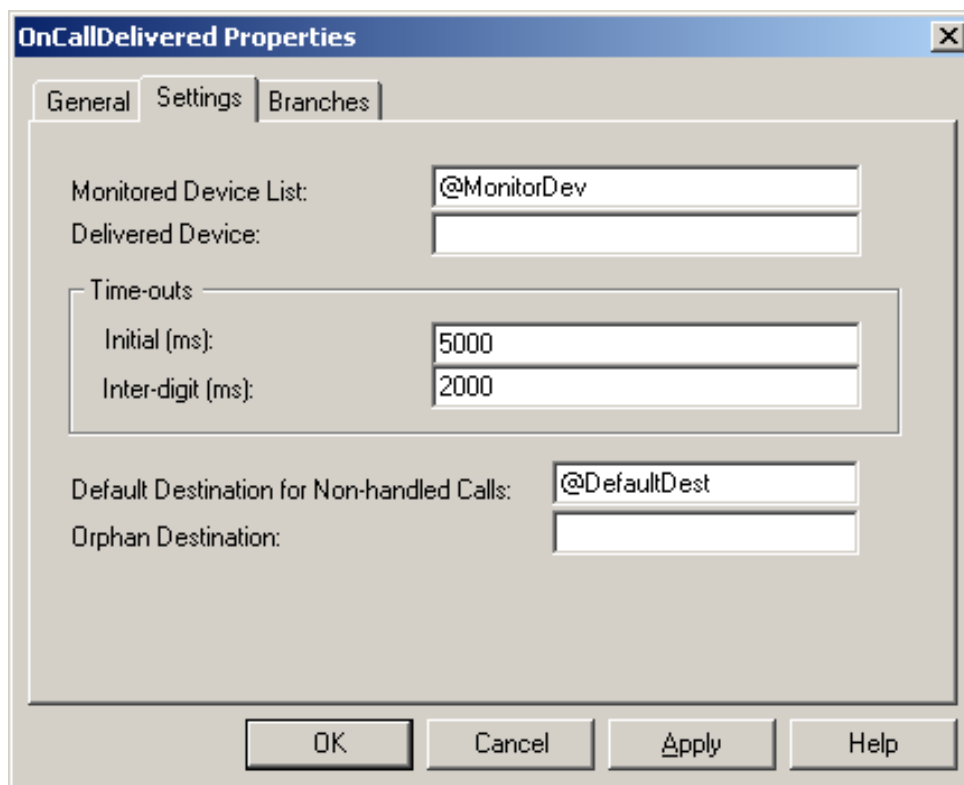 OnCallDelivered Properties
General Settings Branches
Monitored Device List: @MonitorDev
Delivered Device:
Time-outs
Initial (ms): 5000
Inter-digit (ms): 2000
Default Destination for Non-handled Calls: @DefaultDest
Orphan Destination:
OK Cancel Apply Help